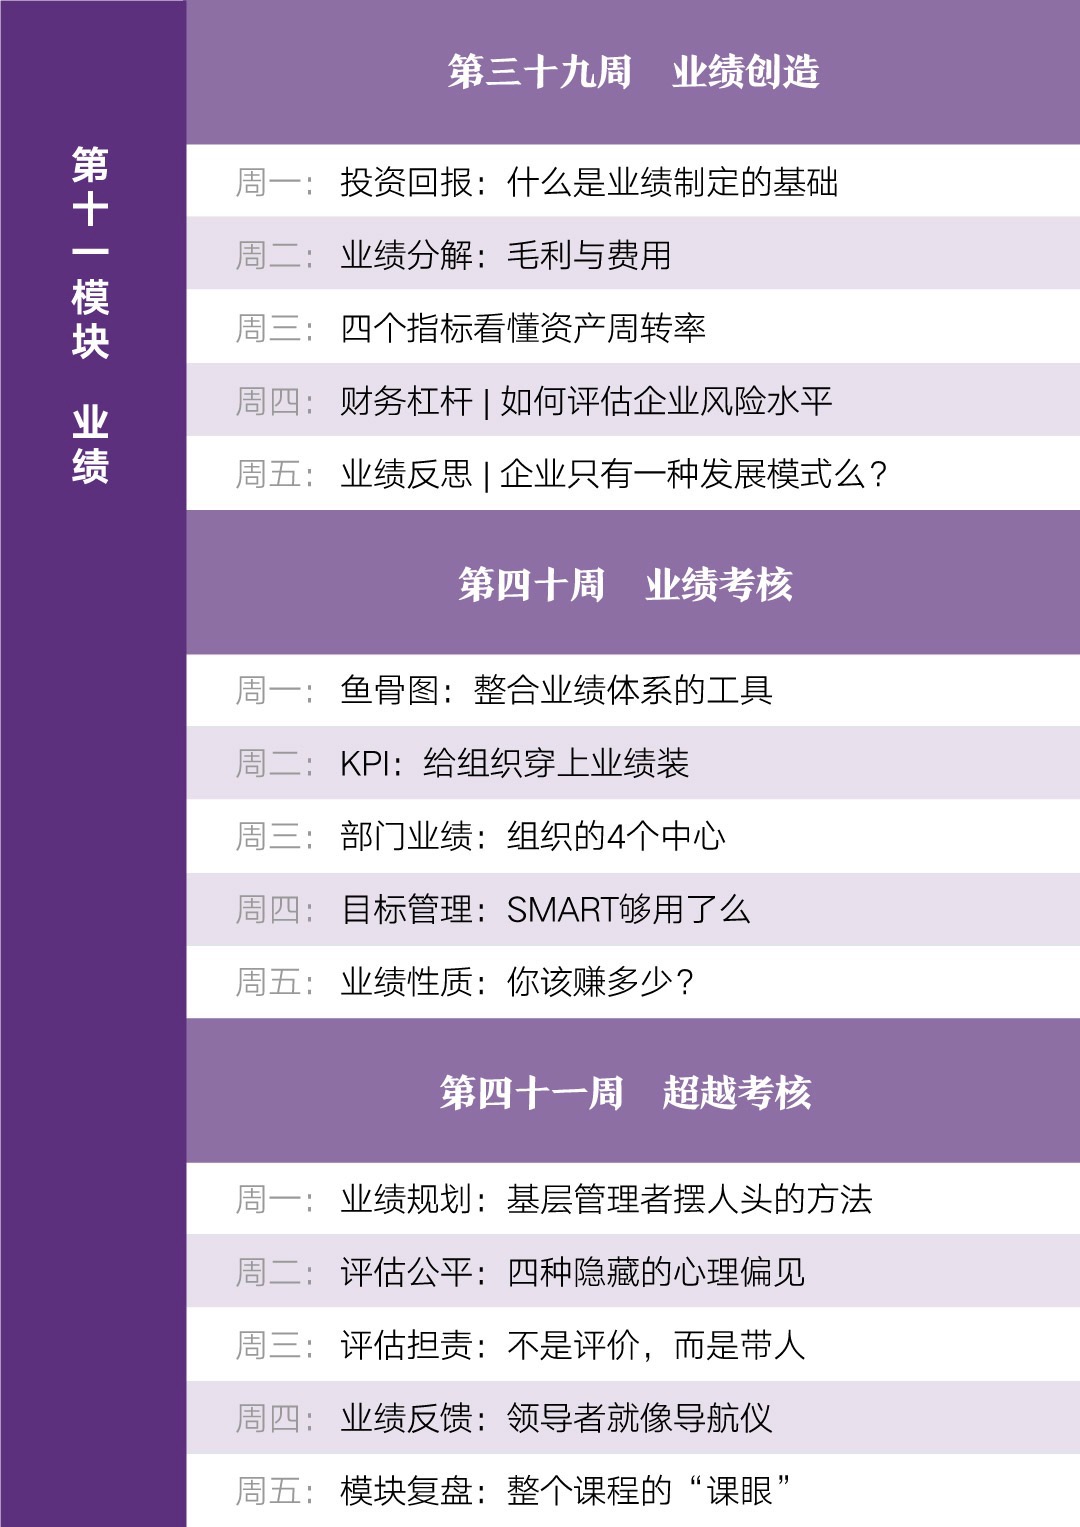 第十一模块 业绩
第三十九周 业绩创造
周一：投资回报：什么是业绩制定的基础
周二：业绩分解：毛利与费用
周三：四个指标看懂资产周转率
周四：财务杠杆 | 如何评估企业风险水平
周五：业绩反思 | 企业只有一种发展模式么？
第四十周 业绩考核
周一：鱼骨图：整合业绩体系的工具
周二：KPI：给组织穿上业绩装
周三：部门业绩：组织的4个中心
周四：目标管理：SMART够用了么
周五：业绩性质：你该赚多少？
第四十一周 超越考核
周一：业绩规划：基层管理者摆人头的方法
周二：评估公平：四种隐藏的心理偏见
周三：评估担责：不是评价，而是带人
周四：业绩反馈：领导者就像导航仪
周五：模块复盘：整个课程的“课眼”